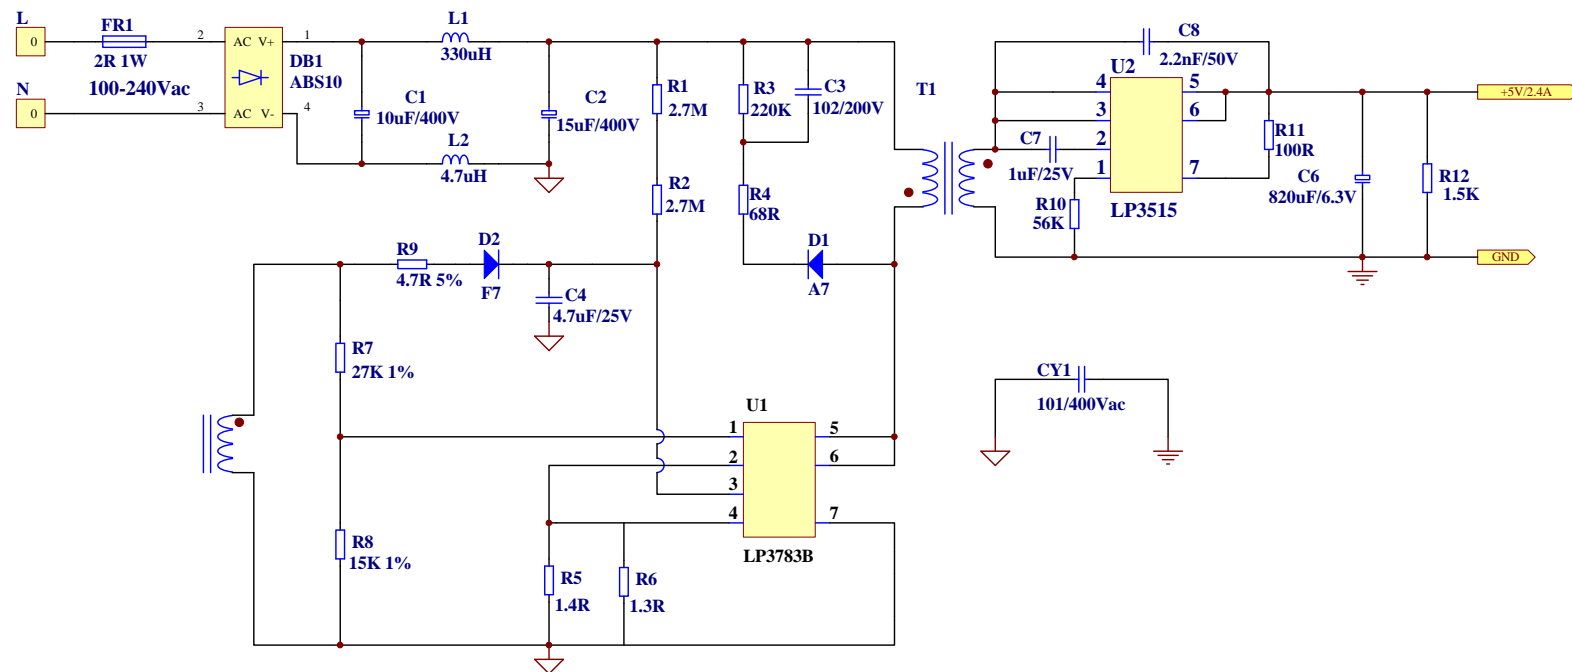 L
0
FR1
2R 1W
100-240Vac
N
0
2
3
AC V+
AC V-
1
4
DB1
ABS10
L1
330uH
C1
10uF/400V
L2
4.7uH
C2
15uF/400V
R1
2.7M
R2
2.7M
R3
220K
C3
102/200V
R4
68R
D1
A7
T1
C8
2.2nF/50V
U2
4
3
2
1
5
6
7
LP3515
C7
1uF/25V
R10
56K
R11
100R
C6
820uF/6.3V
R12
1.5K
+5V/2.4A
GND
R9
4.7R 5%
D2
F7
C4
4.7uF/25V
R7
27K 1%
R8
15K 1%
U1
1
2
3
4
5
6
7
LP3783B
R5
1.4R
R6
1.3R
CY1
101/400Vac